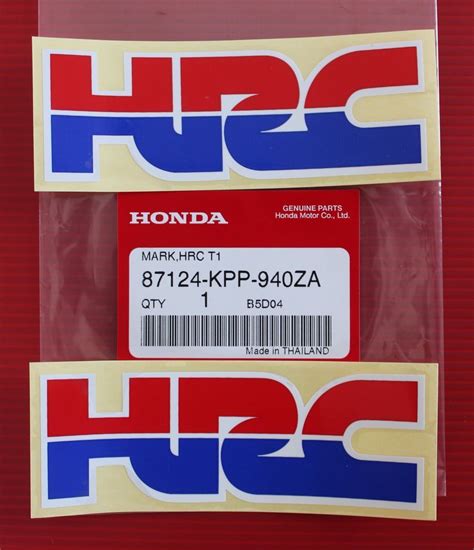 HRC
HONDA
GENUINE PARTS
Honda Motor Co., Ltd.
MARK,HRC T1
87124-KPP-940ZA
QTY 1 B5D04
Made in THAILAND
HRC